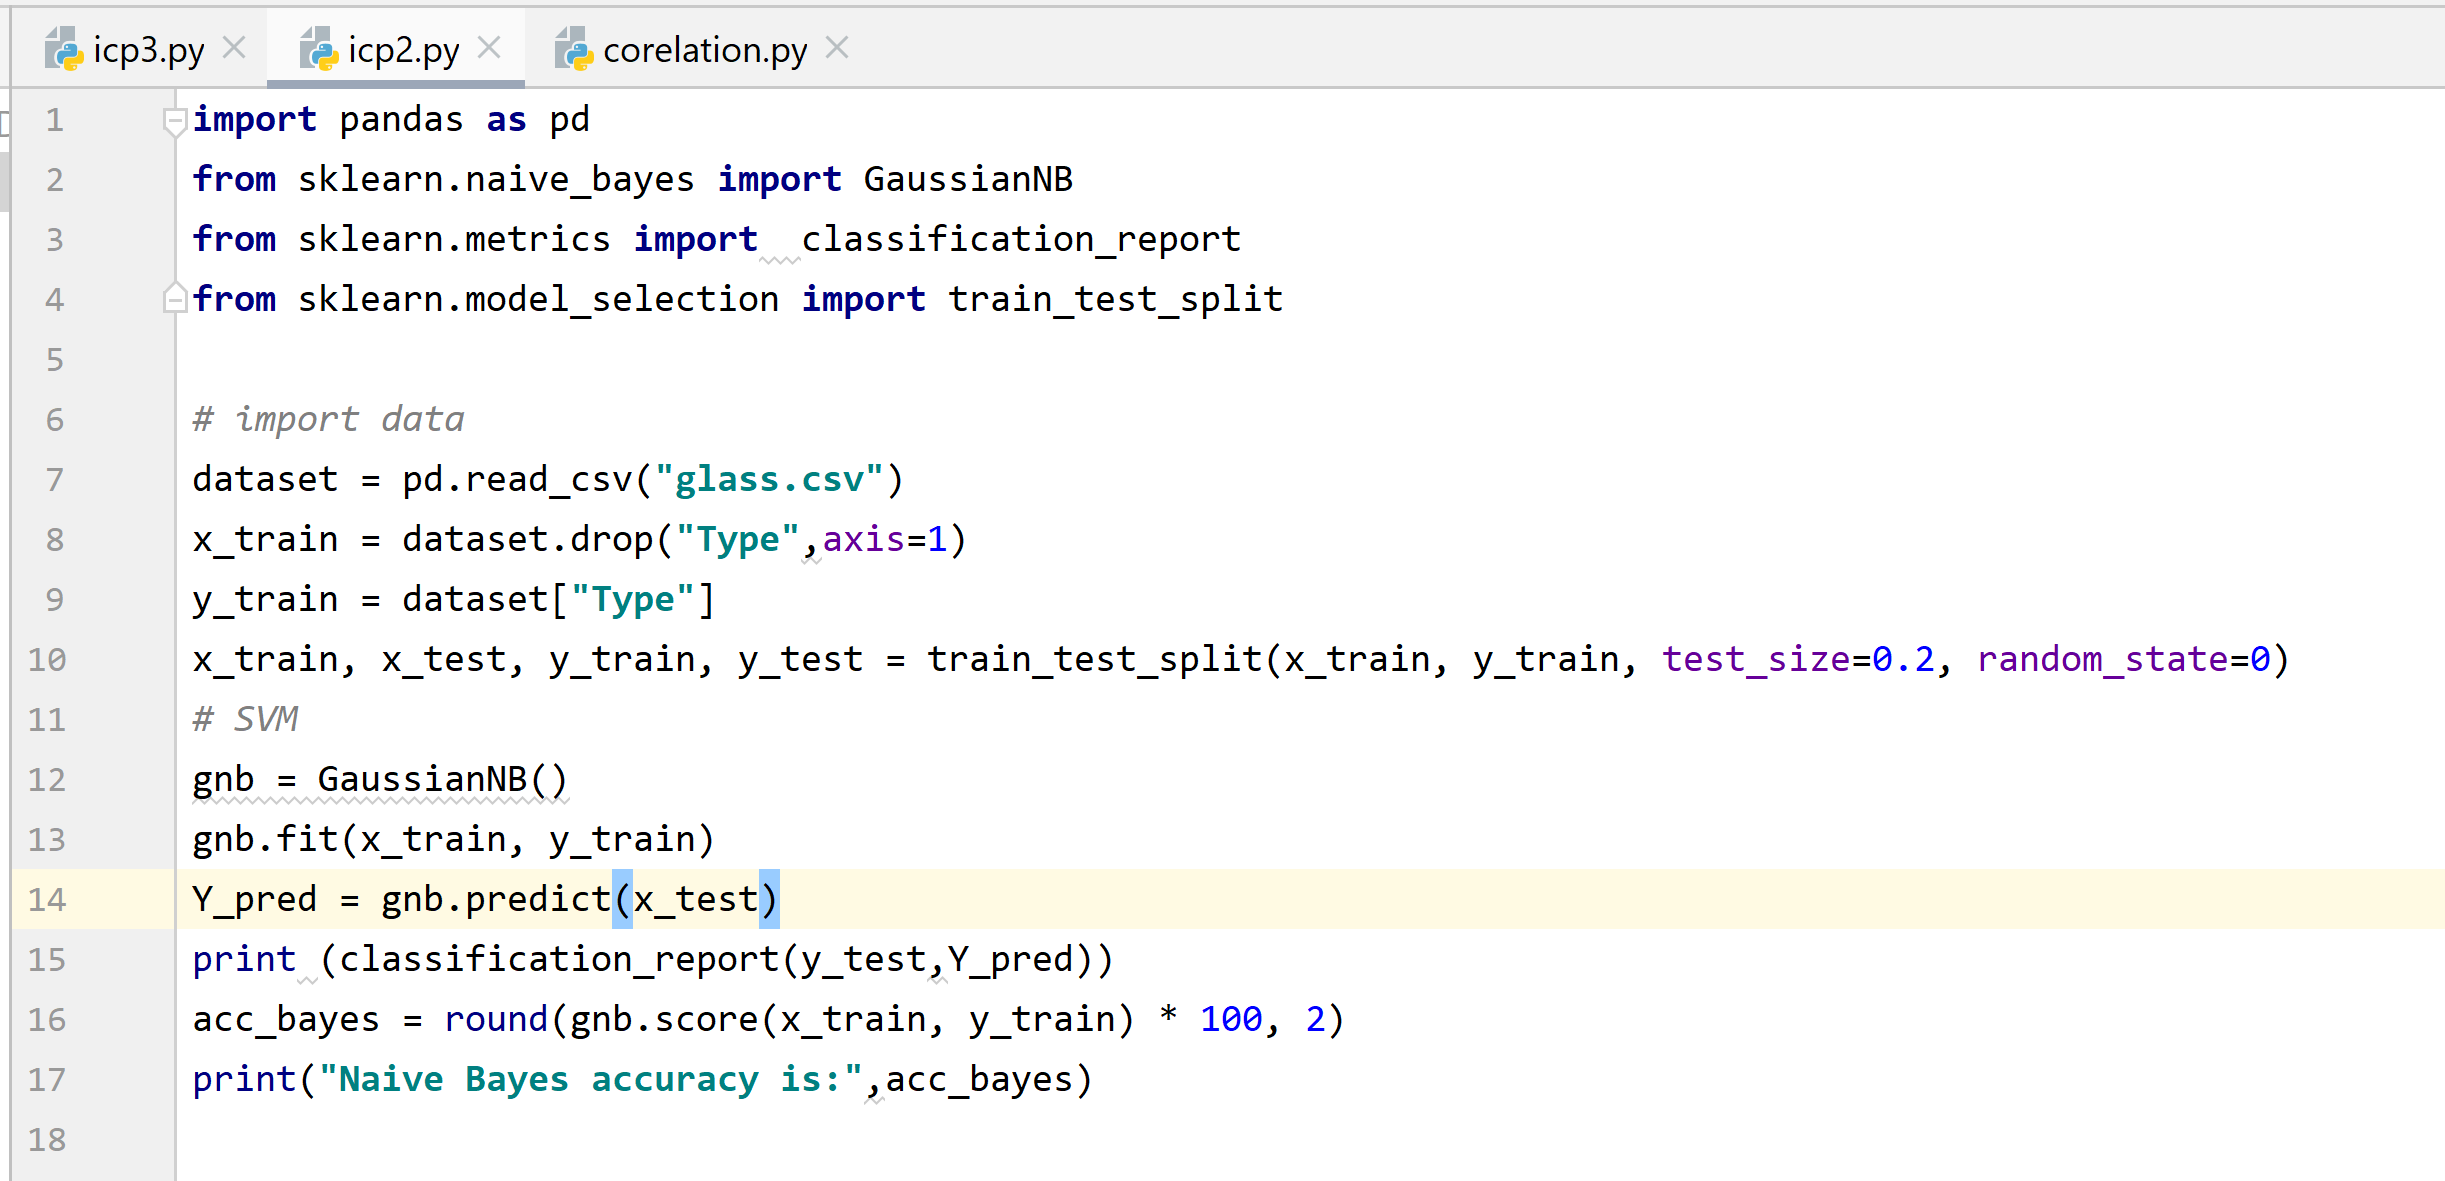 icp3.py icp2.py corelation.py
1 import pandas as pd
2 from sklearn.naive_bayes import GaussianNB
3 from sklearn.metrics import  classification_report
4 from sklearn.model_selection import train_test_split
5
6 # import data
7 dataset = pd.read_csv("glass.csv")
8 x_train = dataset.drop("Type",axis=1)
9 y_train = dataset["Type"]
10 x_train, x_test, y_train, y_test = train_test_split(x_train, y_train, test_size=0.2, random_state=0)
11 # SVM
12 gnb = GaussianNB()
13 gnb.fit(x_train, y_train)
14 Y_pred = gnb.predict(x_test)
15 print (classification_report(y_test,Y_pred))
16 acc_bayes = round(gnb.score(x_train, y_train) * 100, 2)
17 print("Naive Bayes accuracy is:",acc_bayes)
18